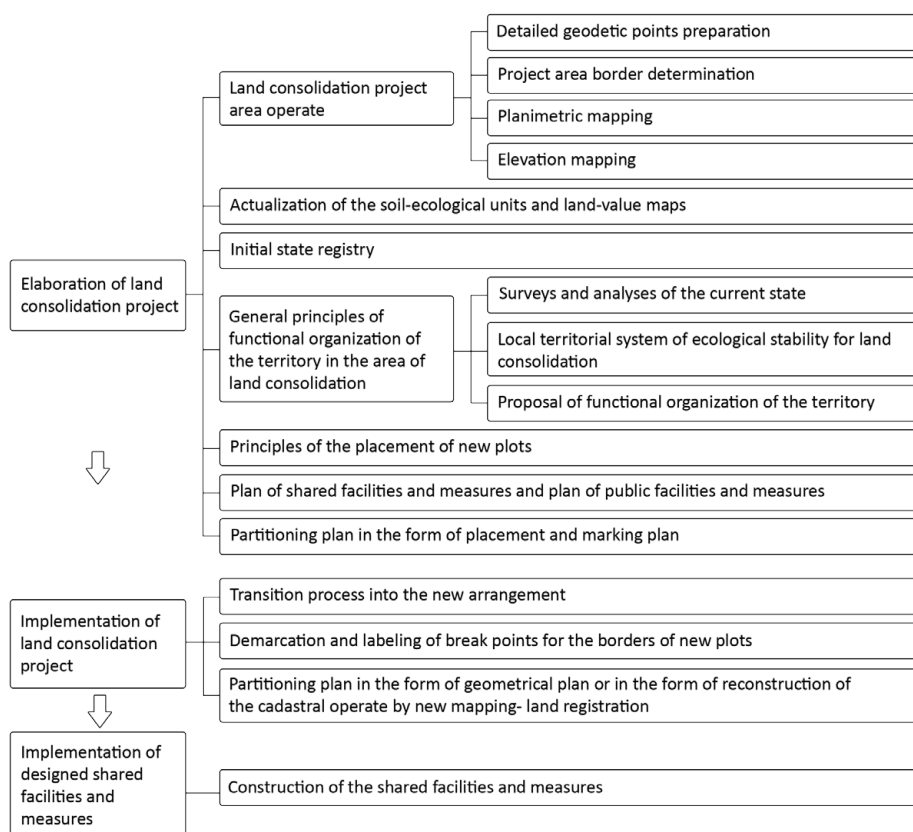 Elaboration of land
consolidation project
Land consolidation project
area operate
Detailed geodetic points preparation
Project area border determination
Planimetric mapping
Elevation mapping
Actualization of the soil-ecological units and land-value maps
Initial state registry
General principles of
functional organization of
the territory in the area of
land consolidation
Surveys and analyses of the current state
Local territorial system of ecological stability for land
consolidation
Proposal of functional organization of the territory
Principles of the placement of new plots
Plan of shared facilities and measures and plan of public facilities and measures
Partitioning plan in the form of placement and marking plan
Implementation of
land consolidation
project
Transition process into the new arrangement
Demarcation and labeling of break points for the borders of new plots
Partitioning plan in the form of geometrical plan or in the form of reconstruction of
the cadastral operate by new mapping- land registration
Implementation of
designed shared
facilities and
measures
Construction of the shared facilities and measures